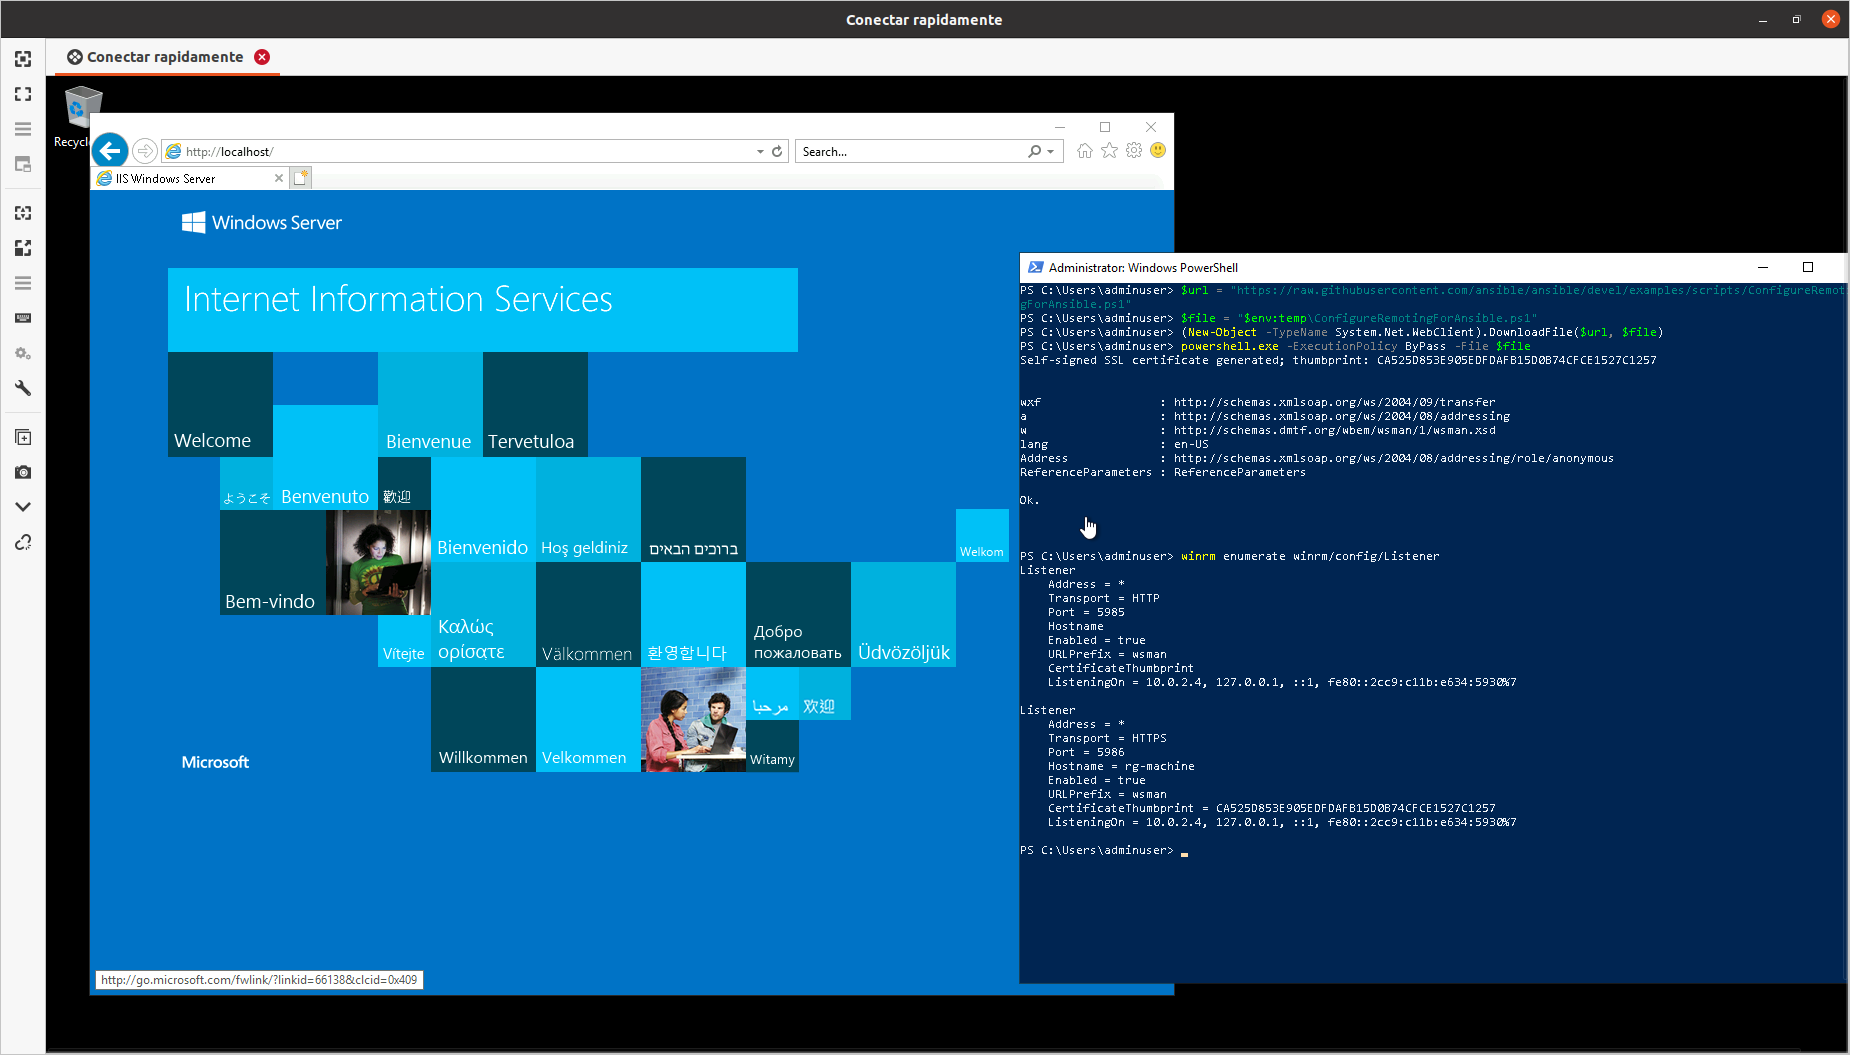 Conectar rapidamente
Conectar rapidamente
Recycl
http://localhost/
Search...
IIS Windows Server
Windows Server
Internet Information Services
Welcome
Bienvenue
Tervetuloa
ようこそ
Benvenuto
歡迎
Bienvenido
Hoş geldiniz
ברוכים הבאים
Welkom
Bem-vindo
Vítejte
Καλώς
ορίσατε
Välkommen
환영합니다
Добро
пожаловать
Üdvözöljük
Microsoft
Willkommen
Velkommen
مرحبا
欢迎
Witamy
http://go.microsoft.com/fwlink/?linkid=66138&clcid=0x409
Administrator: Windows PowerShell
PS C:\Users\adminuser> $url = "https://raw.githubusercontent.com/ansible/ansible/devel/examples/scripts/ConfigureRemot
gForAnsible.ps1"
PS C:\Users\adminuser> $file = "$env:temp\ConfigureRemotingForAnsible.ps1"
PS C:\Users\adminuser> (New-Object -TypeName System.Net.WebClient).DownloadFile($url, $file)
PS C:\Users\adminuser> powershell.exe -ExecutionPolicy ByPass -File $file
Self-signed SSL certificate generated; thumbprint: CA525D853E905EDFDAFB15D0B74CFCE1527C1257
wxf : http://schemas.xmlsoap.org/ws/2004/09/transfer
a : http://schemas.xmlsoap.org/ws/2004/08/addressing
w : http://schemas.dmtf.org/wbem/wsman/1/wsman.xsd
lang : en-US
Address : http://schemas.xmlsoap.org/ws/2004/08/addressing/role/anonymous
ReferenceParameters : ReferenceParameters
Ok.
PS C:\Users\adminuser> winrm enumerate winrm/config/Listener
Listener
Address = *
Transport = HTTP
Port = 5985
Hostname
Enabled = true
URLPrefix = wsman
CertificateThumbprint
ListeningOn = 10.0.2.4, 127.0.0.1, ::1, fe80::2cc9:c11b:e634:5930%7
Listener
Address = *
Transport = HTTPS
Port = 5986
Hostname = rg-machine
Enabled = true
URLPrefix = wsman
CertificateThumbprint = CA525D853E905EDFDAFB15D0B74CFCE1527C1257
ListeningOn = 10.0.2.4, 127.0.0.1, ::1, fe80::2cc9:c11b:e634:5930%7
PS C:\Users\adminuser>